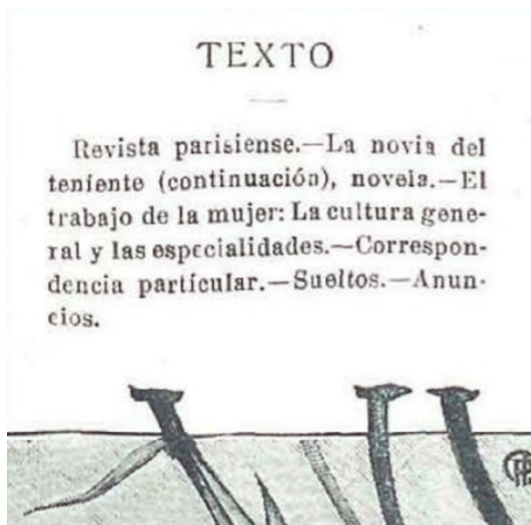 TEXTO
Revista parisiense.—La novia del
teniente (continuación), novela.—El
trabajo de la mujer: La cultura gene-
ral y las especialidades.—Correspon-
dencia particular.—Sueltos.—Anun-
cios.